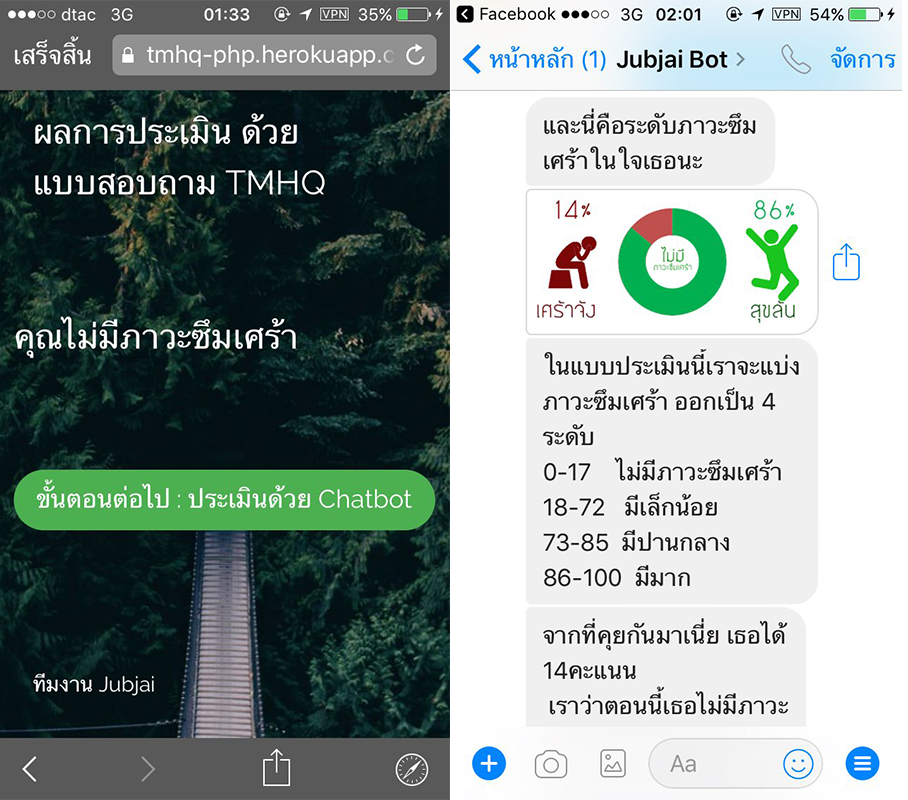 dtac 3G 01:33 VPN 35%
เสร็จสิ้น tmhq-php.herokuapp.c
ผลการประเมิน ด้วย
แบบสอบถาม TMHQ
คุณไม่มีภาวะซึมเศร้า
ขั้นตอนต่อไป : ประเมินด้วย Chatbot
ทีมงาน Jubjai
Facebook 3G 02:01 VPN 54%
หน้าหลัก (1) Jubjai Bot จัดการ
และนี่คือระดับภาวะซึม
เศร้าในใจเธอนะ
14% 86%
ไม่มี
ภาวะซึมเศร้า
เศร้าจัง สุขล้น
ในแบบประเมินนี้เราจะแบ่ง
ภาวะซึมเศร้า ออกเป็น 4
ระดับ
0-17 ไม่มีภาวะซึมเศร้า
18-72 มีเล็กน้อย
73-85 มีปานกลาง
86-100 มีมาก
จากที่คุยกันมาเนี่ย เธอได้
14คะแนน
เราว่าตอนนี้เธอไม่มีภาวะ
Aa